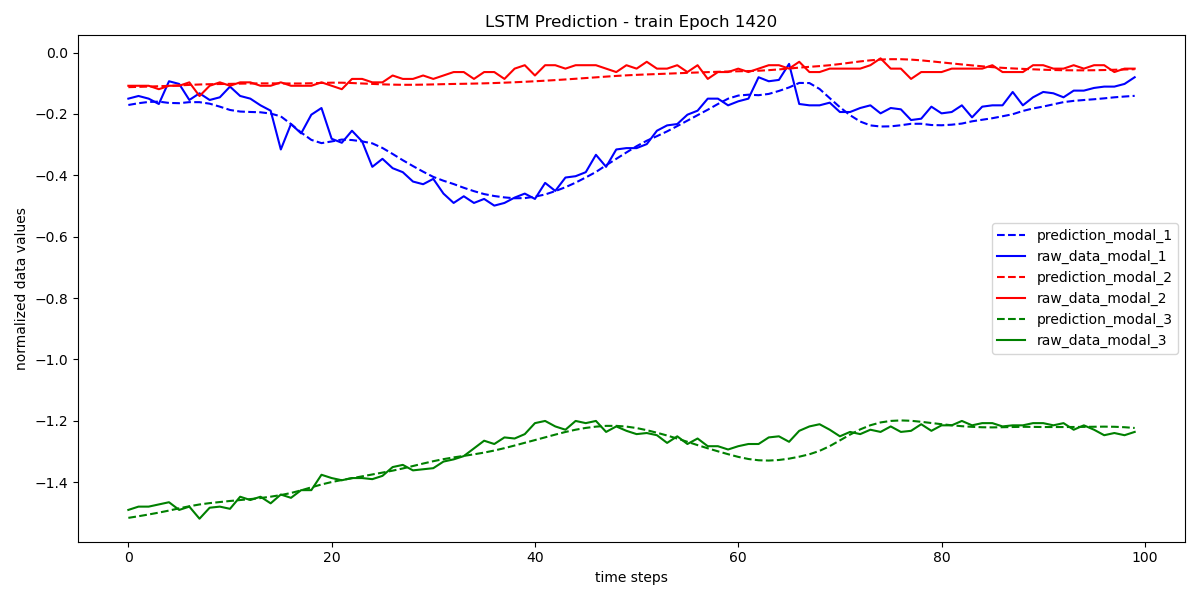 LSTM Prediction - train Epoch 1420
normalized data values
0.0
−0.2
−0.4
−0.6
−0.8
−1.0
−1.2
−1.4
prediction_modal_1
raw_data_modal_1
prediction_modal_2
raw_data_modal_2
prediction_modal_3
raw_data_modal_3
0 20 40 60 80 100
time steps